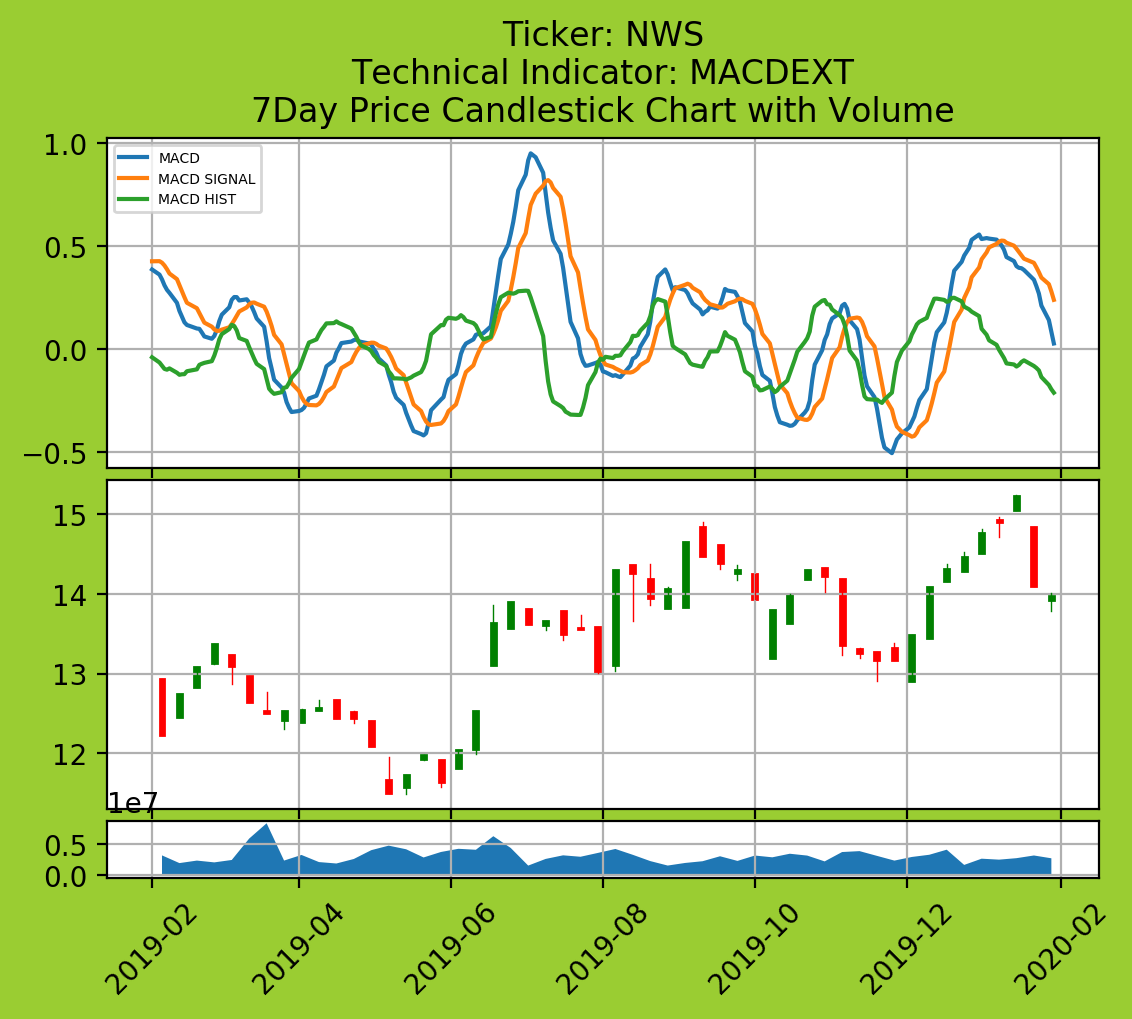 Ticker: NWS
Technical Indicator: MACDEXT
7Day Price Candlestick Chart with Volume
1.0
0.5
0.0
−0.5
MACD
MACD SIGNAL
MACD HIST
15
14
13
12
1e7
0.5
0.0
2019-02
2019-04
2019-06
2019-08
2019-10
2019-12
2020-02